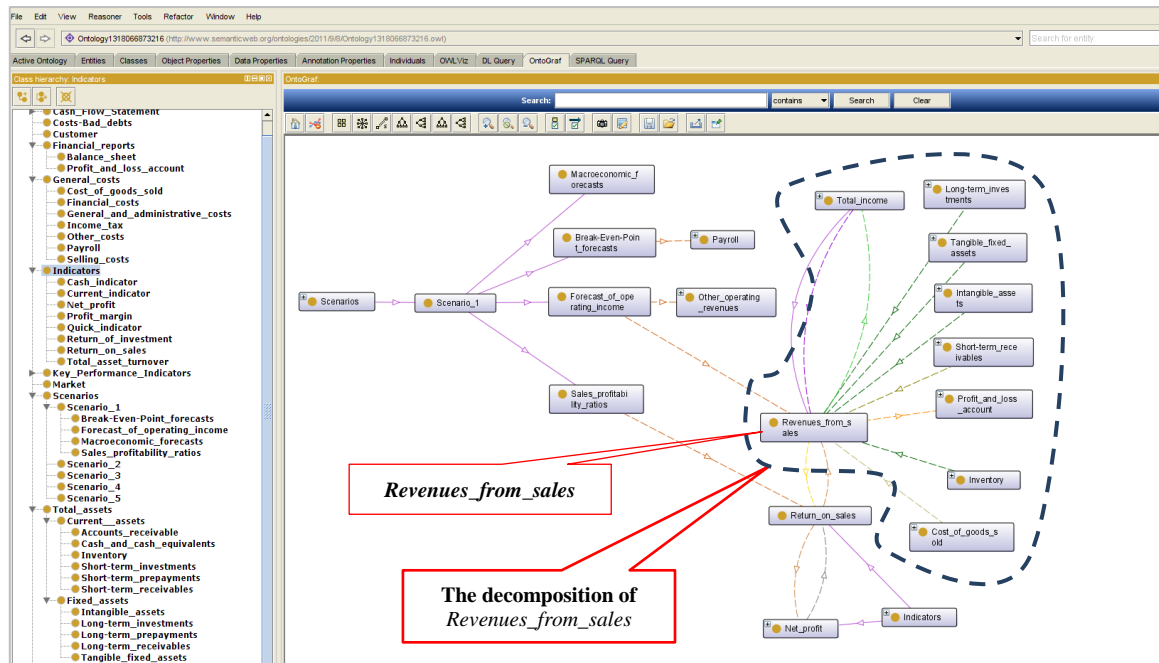 File Edit View Reasoner Tools Refactor Window Help
Ontology1318066873216 (http://www.semanticweb.org/ontologies/2011/9/8/Ontology1318066873216.owl)
Search for entity
Active Ontology Entities Classes Object Properties Data Properties Annotation Properties Individuals OWLViz DL Query OntoGraf SPARQL Query
Class hierarchy: Indicators
OntoGraf:
Search: contains Search Clear
Cash_Flow_Statement
Costs-Bad_debts
Customer
Financial_reports
Balance_sheet
Profit_and_loss_account
General_costs
Cost_of_goods_sold
Financial_costs
General_and_administrative_costs
Income_tax
Other_costs
Payroll
Selling_costs
Indicators
Cash_indicator
Current_indicator
Net_profit
Profit_margin
Quick_indicator
Return_of_investment
Return_on_sales
Total_asset_turnover
Key_Performance_Indicators
Market
Scenarios
Scenario_1
Break-Even-Point_forecasts
Forecast_of_operating_income
Macroeconomic_forecasts
Sales_profitability_ratios
Scenario_2
Scenario_3
Scenario_4
Scenario_5
Total_assets
Current__assets
Accounts_receivable
Cash_and_cash_equivalents
Inventory
Short-term_investments
Short-term_prepayments
Short-term_receivables
Fixed_assets
Intangible_assets
Long-term_investments
Long-term_prepayments
Long-term_receivables
Tangible_fixed_assets
Macroeconomic_f
orecasts
Break-Even-Poin
t_forecasts
Payroll
Scenarios
Scenario_1
Forecast_of_ope
rating_income
Other_operating
_revenues
Sales_profitabi
lity_ratios
Total_income
Long-term_inves
tments
Tangible_fixed_
assets
Intangible_asse
ts
Short-term_rece
ivables
Profit_and_loss
_account
Revenues_from_s
ales
Inventory
Return_on_sales
Cost_of_goods_s
old
Net_profit
Indicators
Revenues_from_sales
The decomposition of
Revenues_from_sales